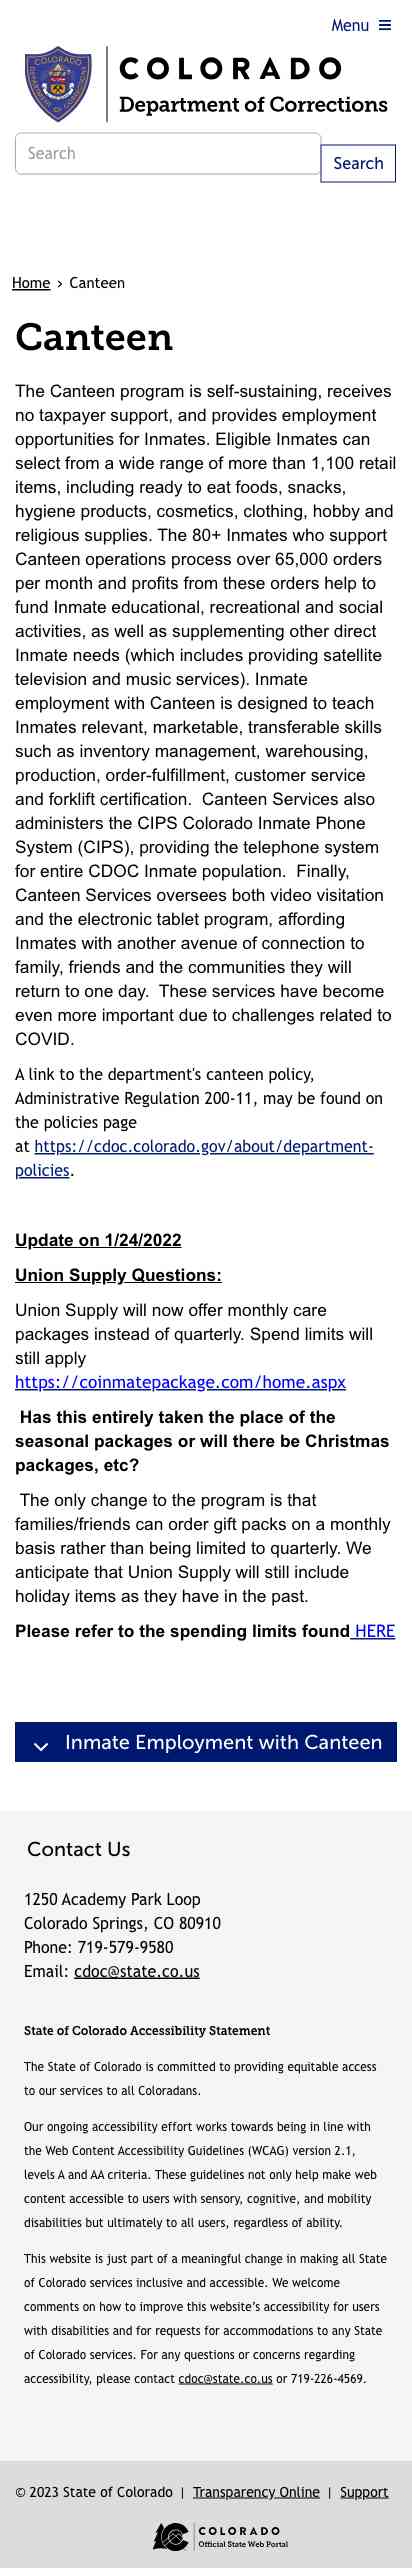 Menu
COLORADO
Department of Corrections
Search
Search
Home › Canteen
Canteen
The Canteen program is self-sustaining, receives
no taxpayer support, and provides employment
opportunities for Inmates. Eligible Inmates can
select from a wide range of more than 1,100 retail
items, including ready to eat foods, snacks,
hygiene products, cosmetics, clothing, hobby and
religious supplies. The 80+ Inmates who support
Canteen operations process over 65,000 orders
per month and profits from these orders help to
fund Inmate educational, recreational and social
activities, as well as supplementing other direct
Inmate needs (which includes providing satellite
television and music services). Inmate
employment with Canteen is designed to teach
Inmates relevant, marketable, transferable skills
such as inventory management, warehousing,
production, order-fulfillment, customer service
and forklift certification.  Canteen Services also
administers the CIPS Colorado Inmate Phone
System (CIPS), providing the telephone system
for entire CDOC Inmate population.  Finally,
Canteen Services oversees both video visitation
and the electronic tablet program, affording
Inmates with another avenue of connection to
family, friends and the communities they will
return to one day.  These services have become
even more important due to challenges related to
COVID.
A link to the department's canteen policy,
Administrative Regulation 200-11, may be found on
the policies page
at https://cdoc.colorado.gov/about/department-
policies.
Update on 1/24/2022
Union Supply Questions:
Union Supply will now offer monthly care
packages instead of quarterly. Spend limits will
still apply
https://coinmatepackage.com/home.aspx
Has this entirely taken the place of the
seasonal packages or will there be Christmas
packages, etc?
The only change to the program is that
families/friends can order gift packs on a monthly
basis rather than being limited to quarterly. We
anticipate that Union Supply will still include
holiday items as they have in the past.
Please refer to the spending limits found HERE
Inmate Employment with Canteen
Contact Us
1250 Academy Park Loop
Colorado Springs, CO 80910
Phone: 719-579-9580
Email: cdoc@state.co.us
State of Colorado Accessibility Statement
The State of Colorado is committed to providing equitable access
to our services to all Coloradans.
Our ongoing accessibility effort works towards being in line with
the Web Content Accessibility Guidelines (WCAG) version 2.1,
levels A and AA criteria. These guidelines not only help make web
content accessible to users with sensory, cognitive, and mobility
disabilities but ultimately to all users, regardless of ability.
This website is just part of a meaningful change in making all State
of Colorado services inclusive and accessible. We welcome
comments on how to improve this website's accessibility for users
with disabilities and for requests for accommodations to any State
of Colorado services. For any questions or concerns regarding
accessibility, please contact cdoc@state.co.us or 719-226-4569.
© 2023 State of Colorado | Transparency Online | Support
COLORADO
Official State Web Portal